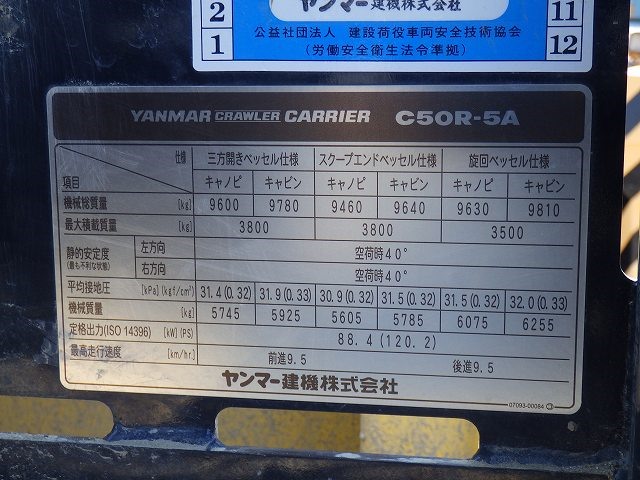 ヤンマー建機株式会社
2 11
公益社団法人 建設荷役車両安全技術協会
1 12
(労働安全衛生法令準拠)
YANMAR CRAWLER CARRIER C50R-5A
仕様 三方開きベッセル仕様 スクープエンドベッセル仕様 旋回ベッセル仕様
項目 キャノピ キャビン キャノピ キャビン キャノピ キャビン
機械総質量 [kg] 9600 9780 9460 9640 9630 9810
最大積載質量 [kg] 3800 3800 3500
静的安定度 (最も不利な状態) 左方向 空荷時40°
右方向 空荷時40°
平均接地圧 [kPa](kgf/cm²) 31.4(0.32) 31.9(0.33) 30.9(0.32) 31.5(0.32) 31.5(0.32) 32.0(0.33)
機械質量 [kg] 5745 5925 5605 5785 6075 6255
定格出力(ISO 14396) [kW](PS) 88.4(120.2)
最高走行速度 [km/hr.] 前進9.5 後進9.5
ヤンマー建機株式会社
07093-00084